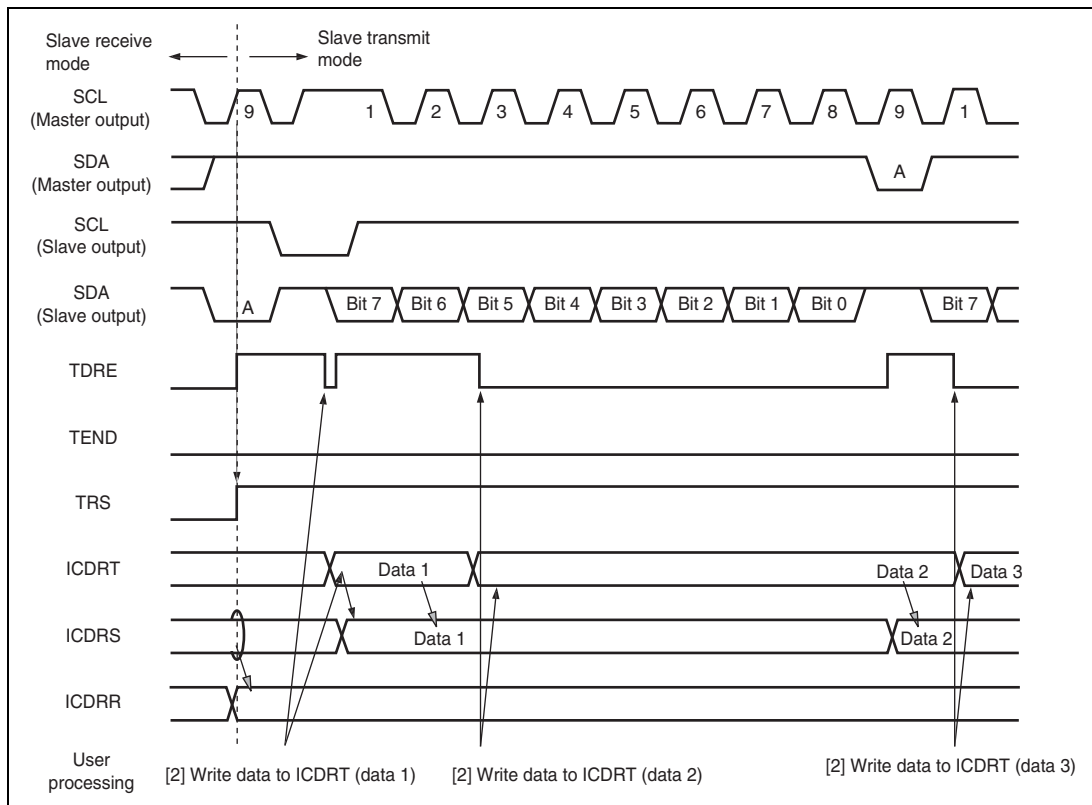 Slave receive
mode
Slave transmit
mode
SCL
(Master output)
9 1 2 3 4 5 6 7 8 9 1
SDA
(Master output)
A
SCL
(Slave output)
SDA
(Slave output)
A Bit 7 Bit 6 Bit 5 Bit 4 Bit 3 Bit 2 Bit 1 Bit 0 Bit 7
TDRE
TEND
TRS
ICDRT
Data 1 Data 2 Data 3
ICDRS
Data 1 Data 2
ICDRR
User
processing
[2] Write data to ICDRT (data 1) [2] Write data to ICDRT (data 2) [2] Write data to ICDRT (data 3)